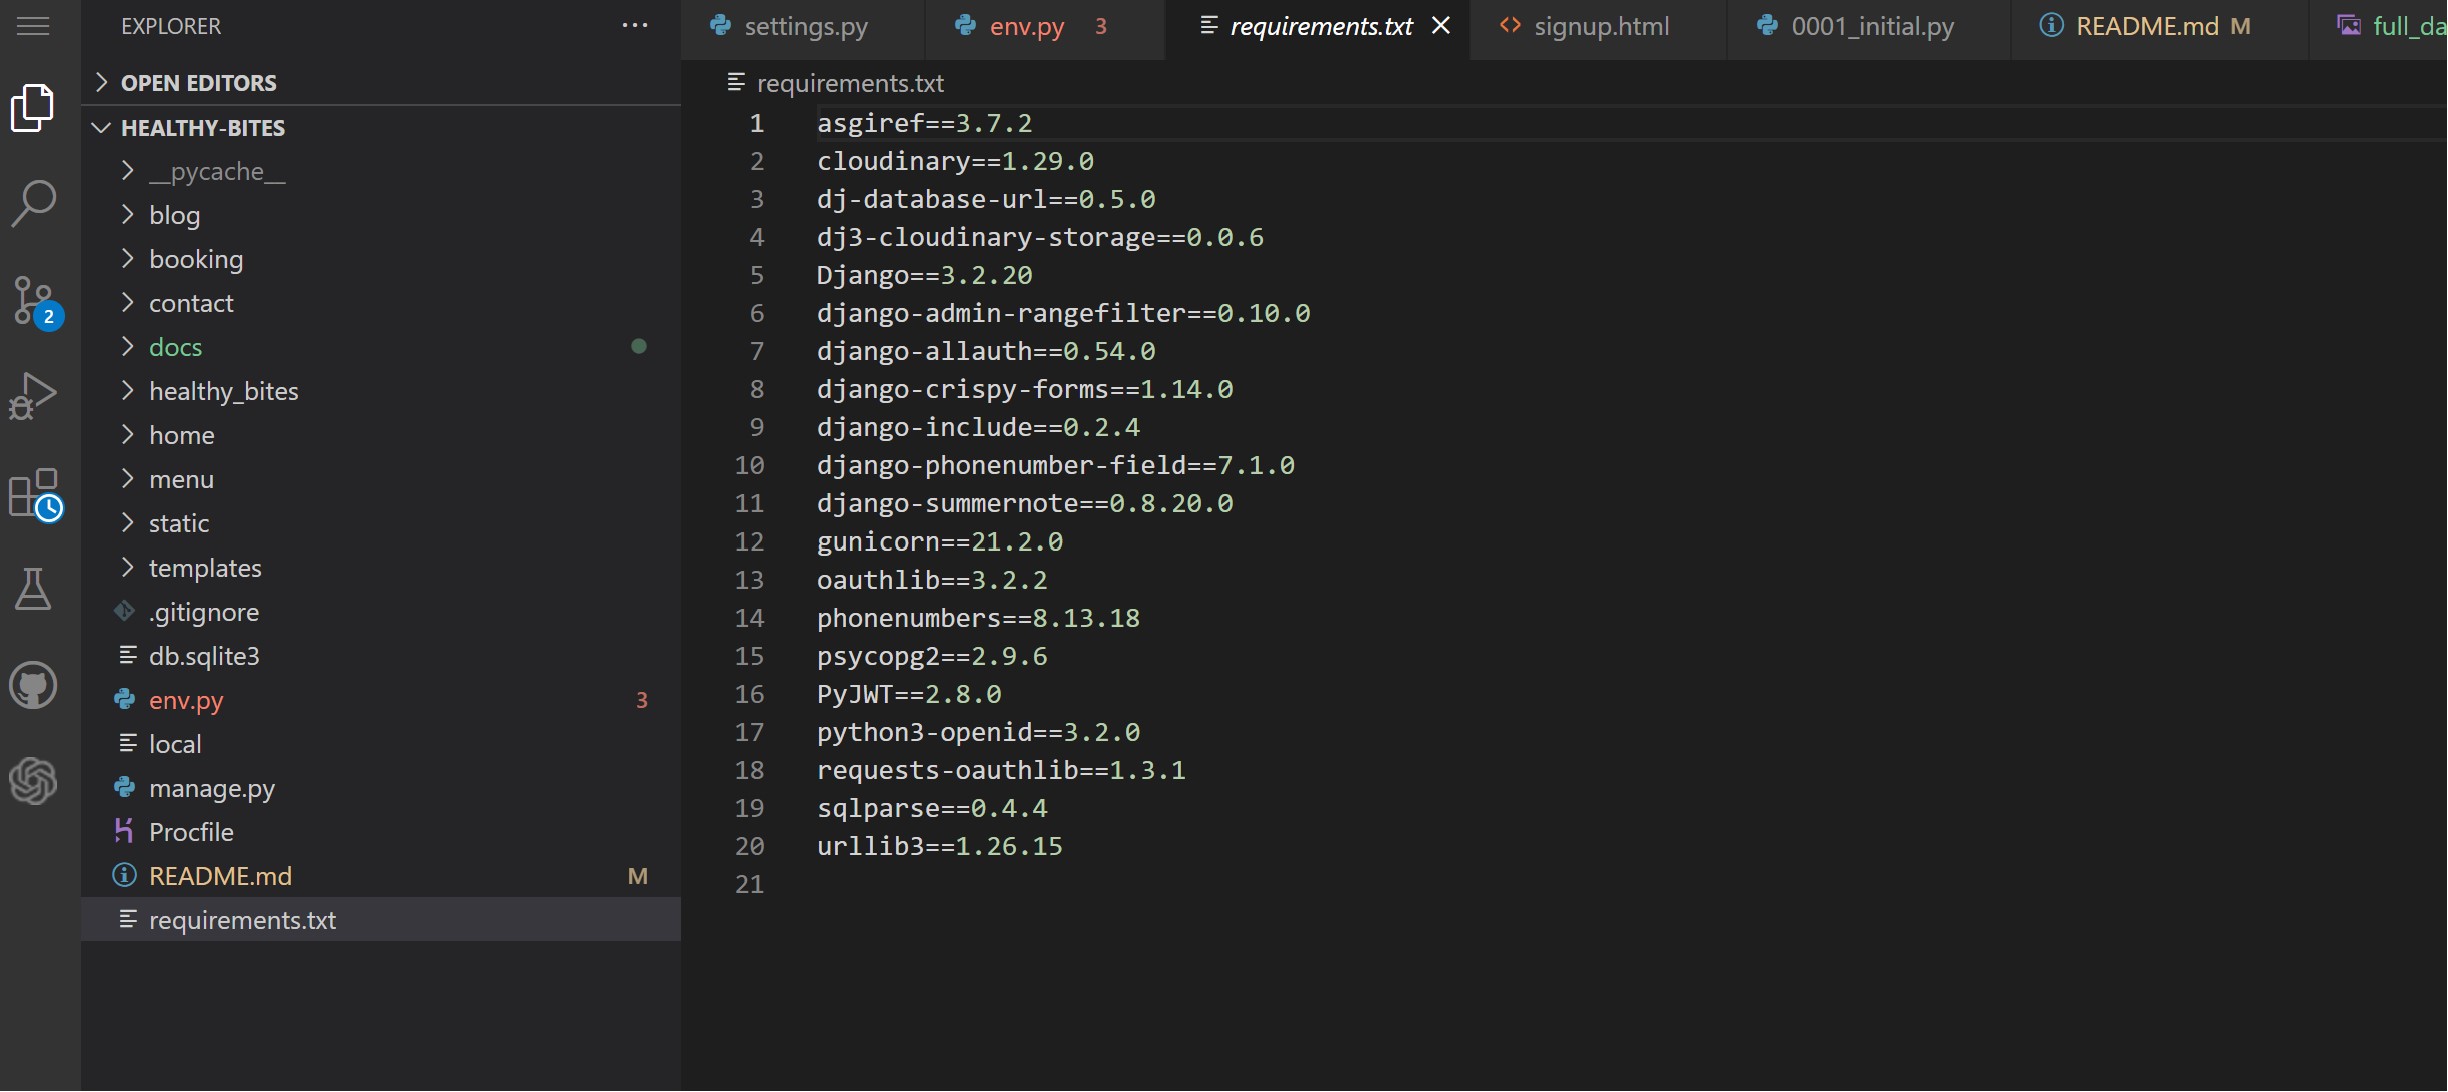 EXPLORER
...
OPEN EDITORS
HEALTHY-BITES
__pycache__
blog
booking
contact
docs
healthy_bites
home
menu
static
templates
.gitignore
db.sqlite3
env.py 3
local
manage.py
Procfile
README.md M
requirements.txt
2
settings.py
env.py 3
requirements.txt
signup.html
0001_initial.py
README.md M
full_da
requirements.txt
1 asgiref==3.7.2
2 cloudinary==1.29.0
3 dj-database-url==0.5.0
4 dj3-cloudinary-storage==0.0.6
5 Django==3.2.20
6 django-admin-rangefilter==0.10.0
7 django-allauth==0.54.0
8 django-crispy-forms==1.14.0
9 django-include==0.2.4
10 django-phonenumber-field==7.1.0
11 django-summernote==0.8.20.0
12 gunicorn==21.2.0
13 oauthlib==3.2.2
14 phonenumbers==8.13.18
15 psycopg2==2.9.6
16 PyJWT==2.8.0
17 python3-openid==3.2.0
18 requests-oauthlib==1.3.1
19 sqlparse==0.4.4
20 urllib3==1.26.15
21